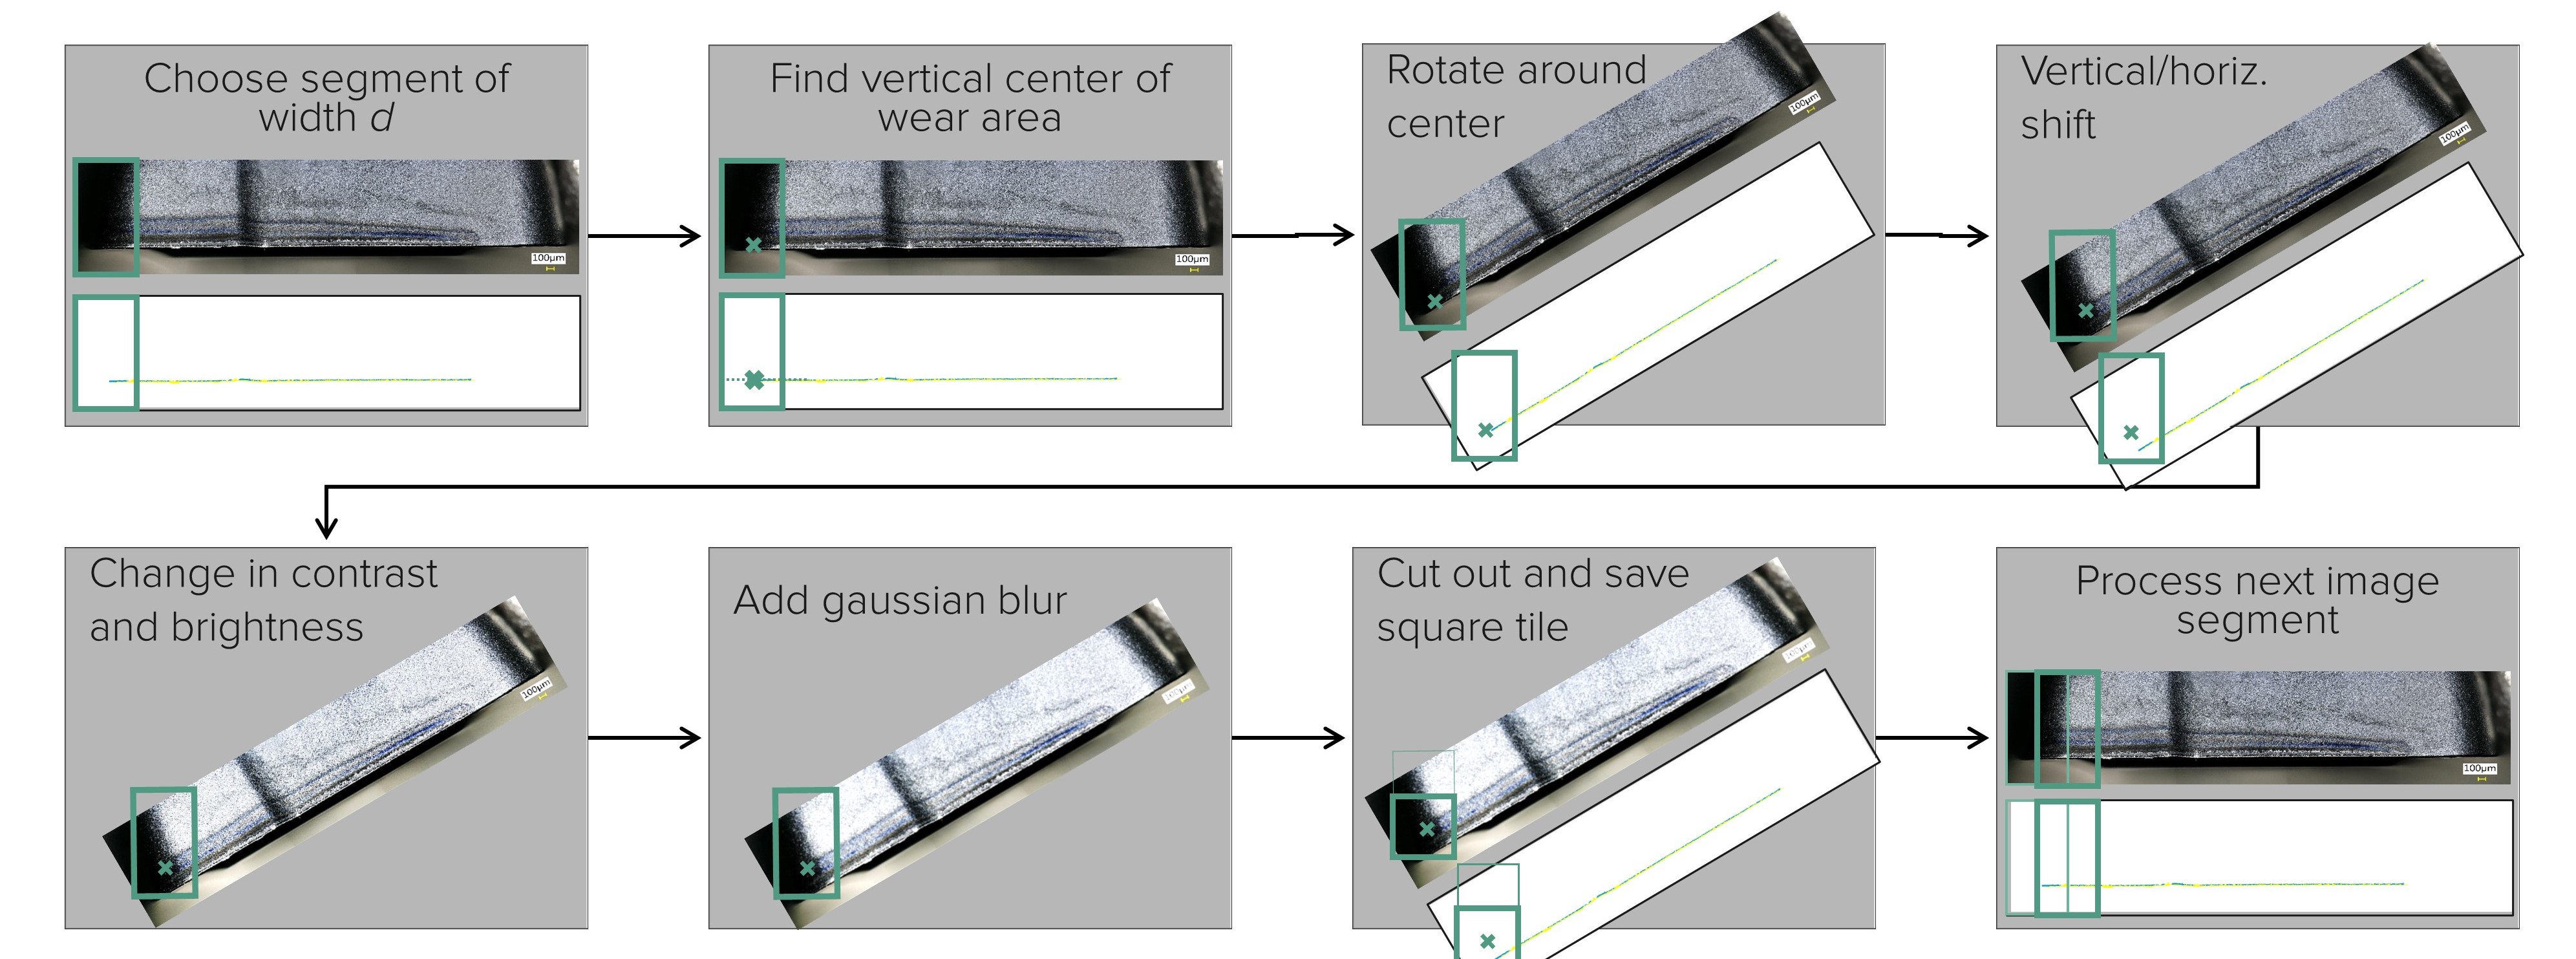 Choose segment of
width d
100µm
Find vertical center of
wear area
100µm
Rotate around
center
100µm
Vertical/horiz.
shift
100µm
Change in contrast
and brightness
100µm
Add gaussian blur
100µm
Cut out and save
square tile
100µm
Process next image
segment
100µm